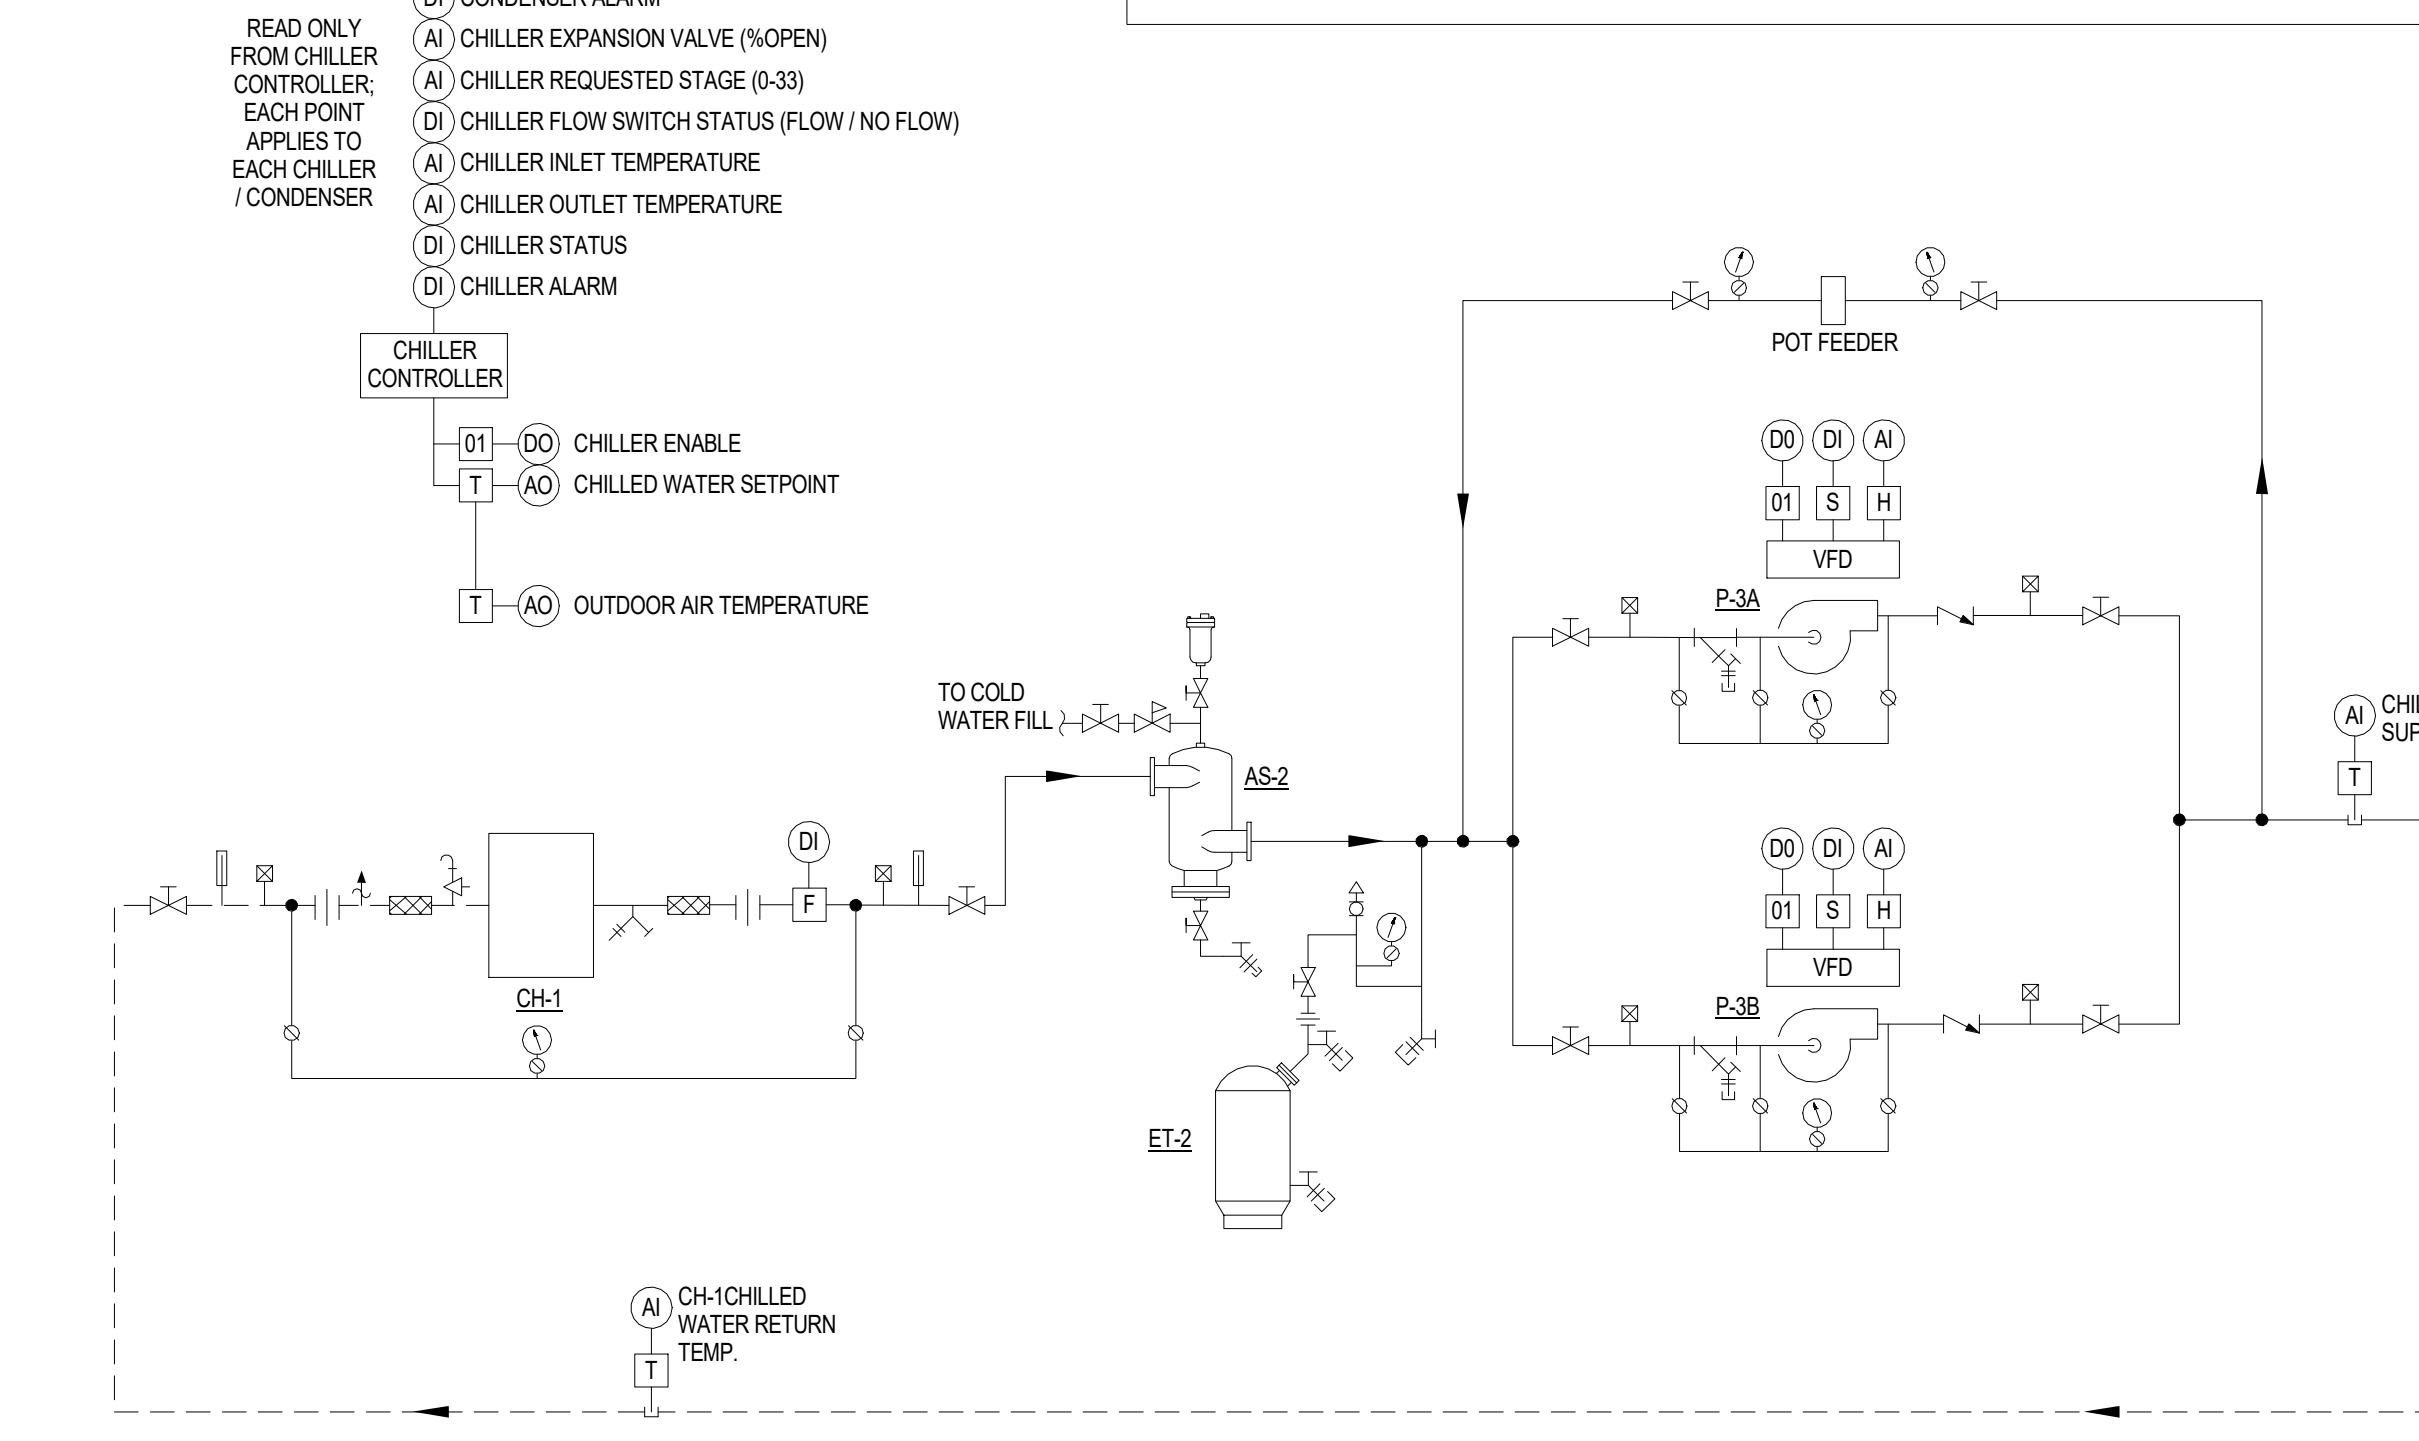 CONDENSER ALARM
READ ONLY
FROM CHILLER
CONTROLLER;
EACH POINT
APPLIES TO
EACH CHILLER
/ CONDENSER
DI
AI CHILLER EXPANSION VALVE (%OPEN)
AI CHILLER REQUESTED STAGE (0-33)
DI CHILLER FLOW SWITCH STATUS (FLOW / NO FLOW)
AI CHILLER INLET TEMPERATURE
AI CHILLER OUTLET TEMPERATURE
DI CHILLER STATUS
DI CHILLER ALARM
CHILLER
CONTROLLER
01 DO CHILLER ENABLE
T AO CHILLED WATER SETPOINT
T AO OUTDOOR AIR TEMPERATURE
POT FEEDER
D0 DI AI
01 S H
VFD
P-3A
TO COLD
WATER FILL
AS-2
AI
T
DI
F
CH-1
D0 DI AI
01 S H
VFD
P-3B
ET-2
AI CH-1CHILLED
WATER RETURN
TEMP.
T